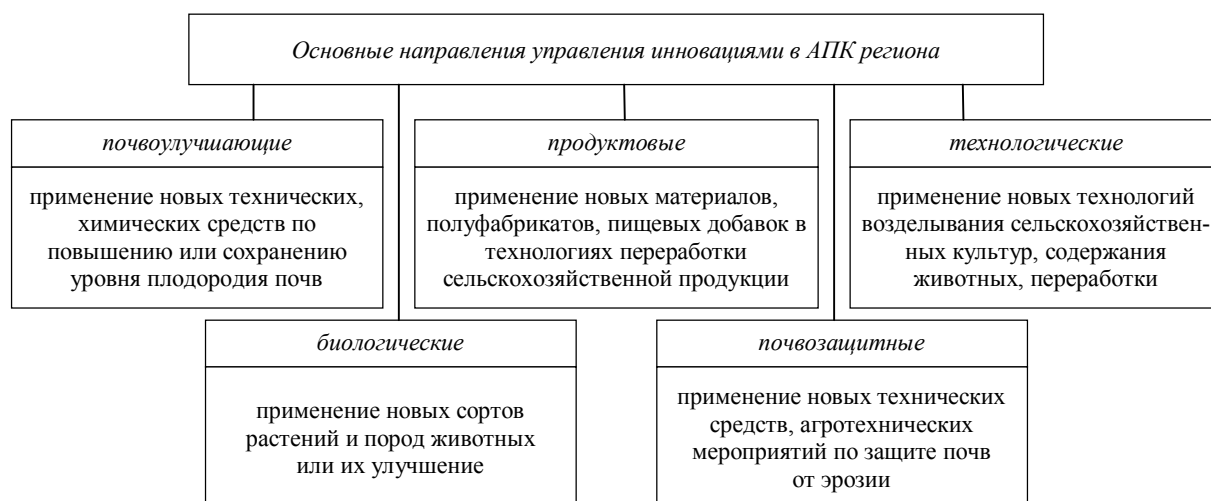 Основные направления управления инновациями в АПК региона
почвоулучшающие
применение новых технических,
химических средств по
повышению или сохранению
уровня плодородия почв
продуктовые
применение новых материалов,
полуфабрикатов, пищевых добавок в
технологиях переработки
сельскохозяйственной продукции
технологические
применение новых технологий
возделывания сельскохозяйствен-
ных культур, содержания
животных, переработки
биологические
применение новых сортов
растений и пород животных
или их улучшение
почвозащитные
применение новых технических
средств, агротехнических
мероприятий по защите почв
от эрозии